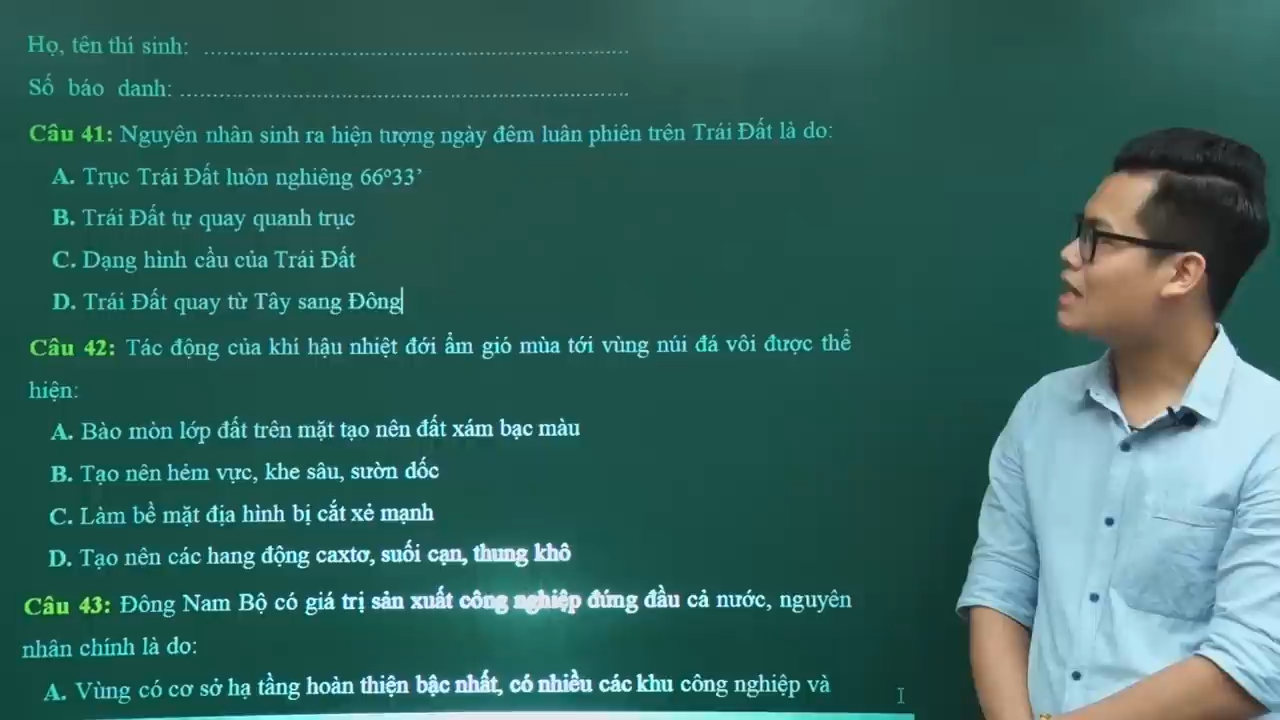 Họ, tên thí sinh: ........................................................................
Số báo danh: ............................................................................
Câu 41: Nguyên nhân sinh ra hiện tượng ngày đêm luân phiên trên Trái Đất là do:
A. Trục Trái Đất luôn nghiêng 66º33’
B. Trái Đất tự quay quanh trục
C. Dạng hình cầu của Trái Đất
D. Trái Đất quay từ Tây sang Đông
Câu 42: Tác động của khí hậu nhiệt đới ẩm gió mùa tới vùng núi đá vôi được thể
hiện:
A. Bào mòn lớp đất trên mặt tạo nên đất xám bạc màu
B. Tạo nên hẻm vực, khe sâu, sườn dốc
C. Làm bề mặt địa hình bị cắt xẻ mạnh
D. Tạo nên các hang động caxtơ, suối cạn, thung khô
Câu 43: Đông Nam Bộ có giá trị sản xuất công nghiệp đứng đầu cả nước, nguyên
nhân chính là do:
A. Vùng có cơ sở hạ tầng hoàn thiện bậc nhất, có nhiều các khu công nghiệp và